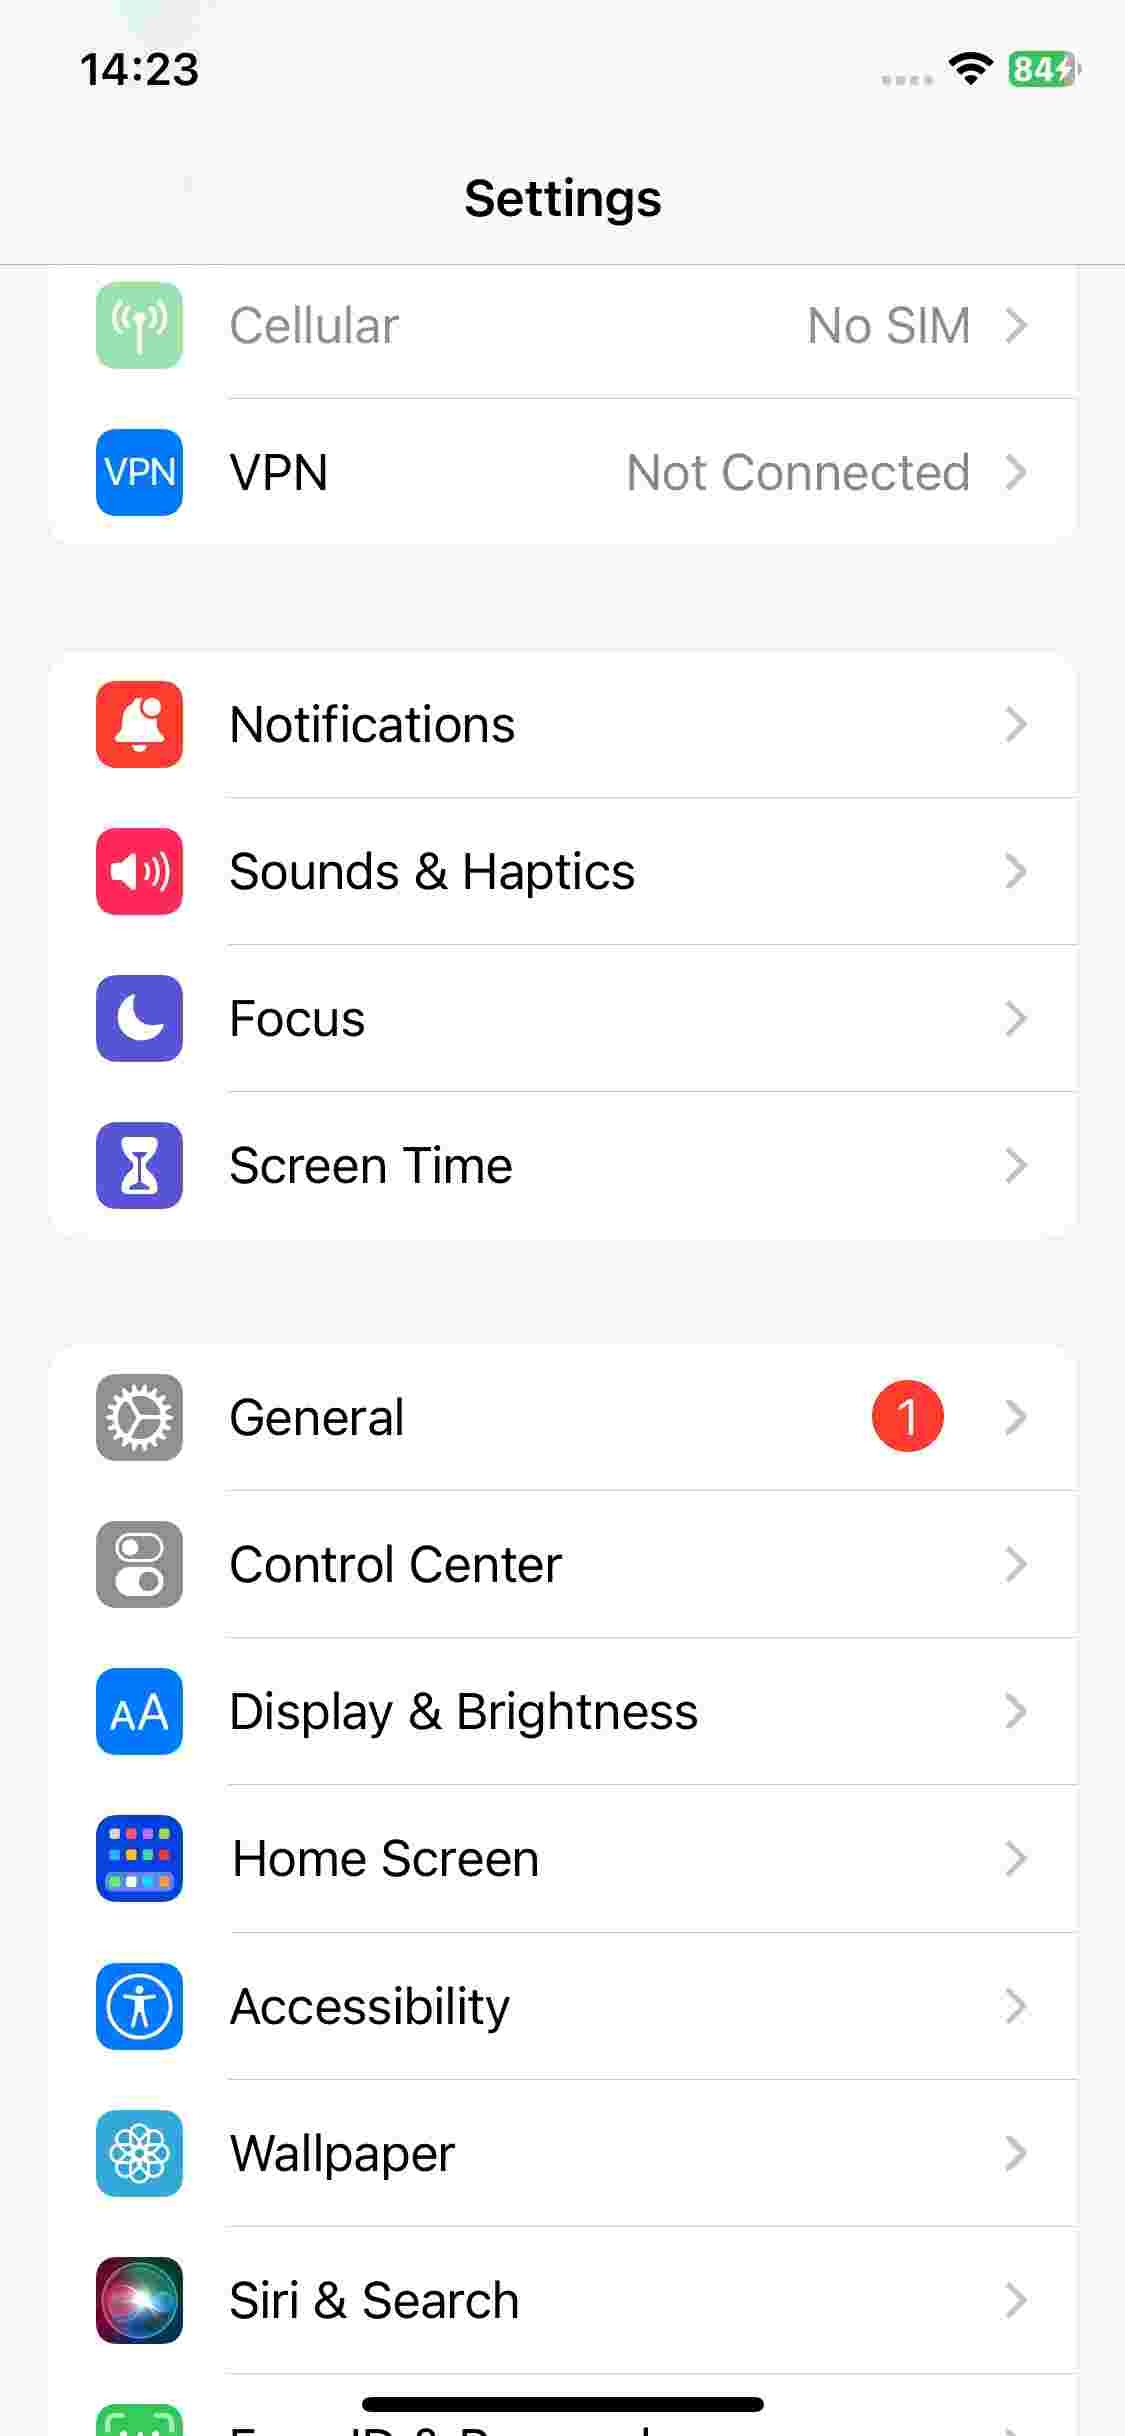 14:23
84
Settings
Cellular No SIM
VPN VPN Not Connected
Notifications
Sounds & Haptics
Focus
Screen Time
General 1
Control Center
AA Display & Brightness
Home Screen
Accessibility
Wallpaper
Siri & Search